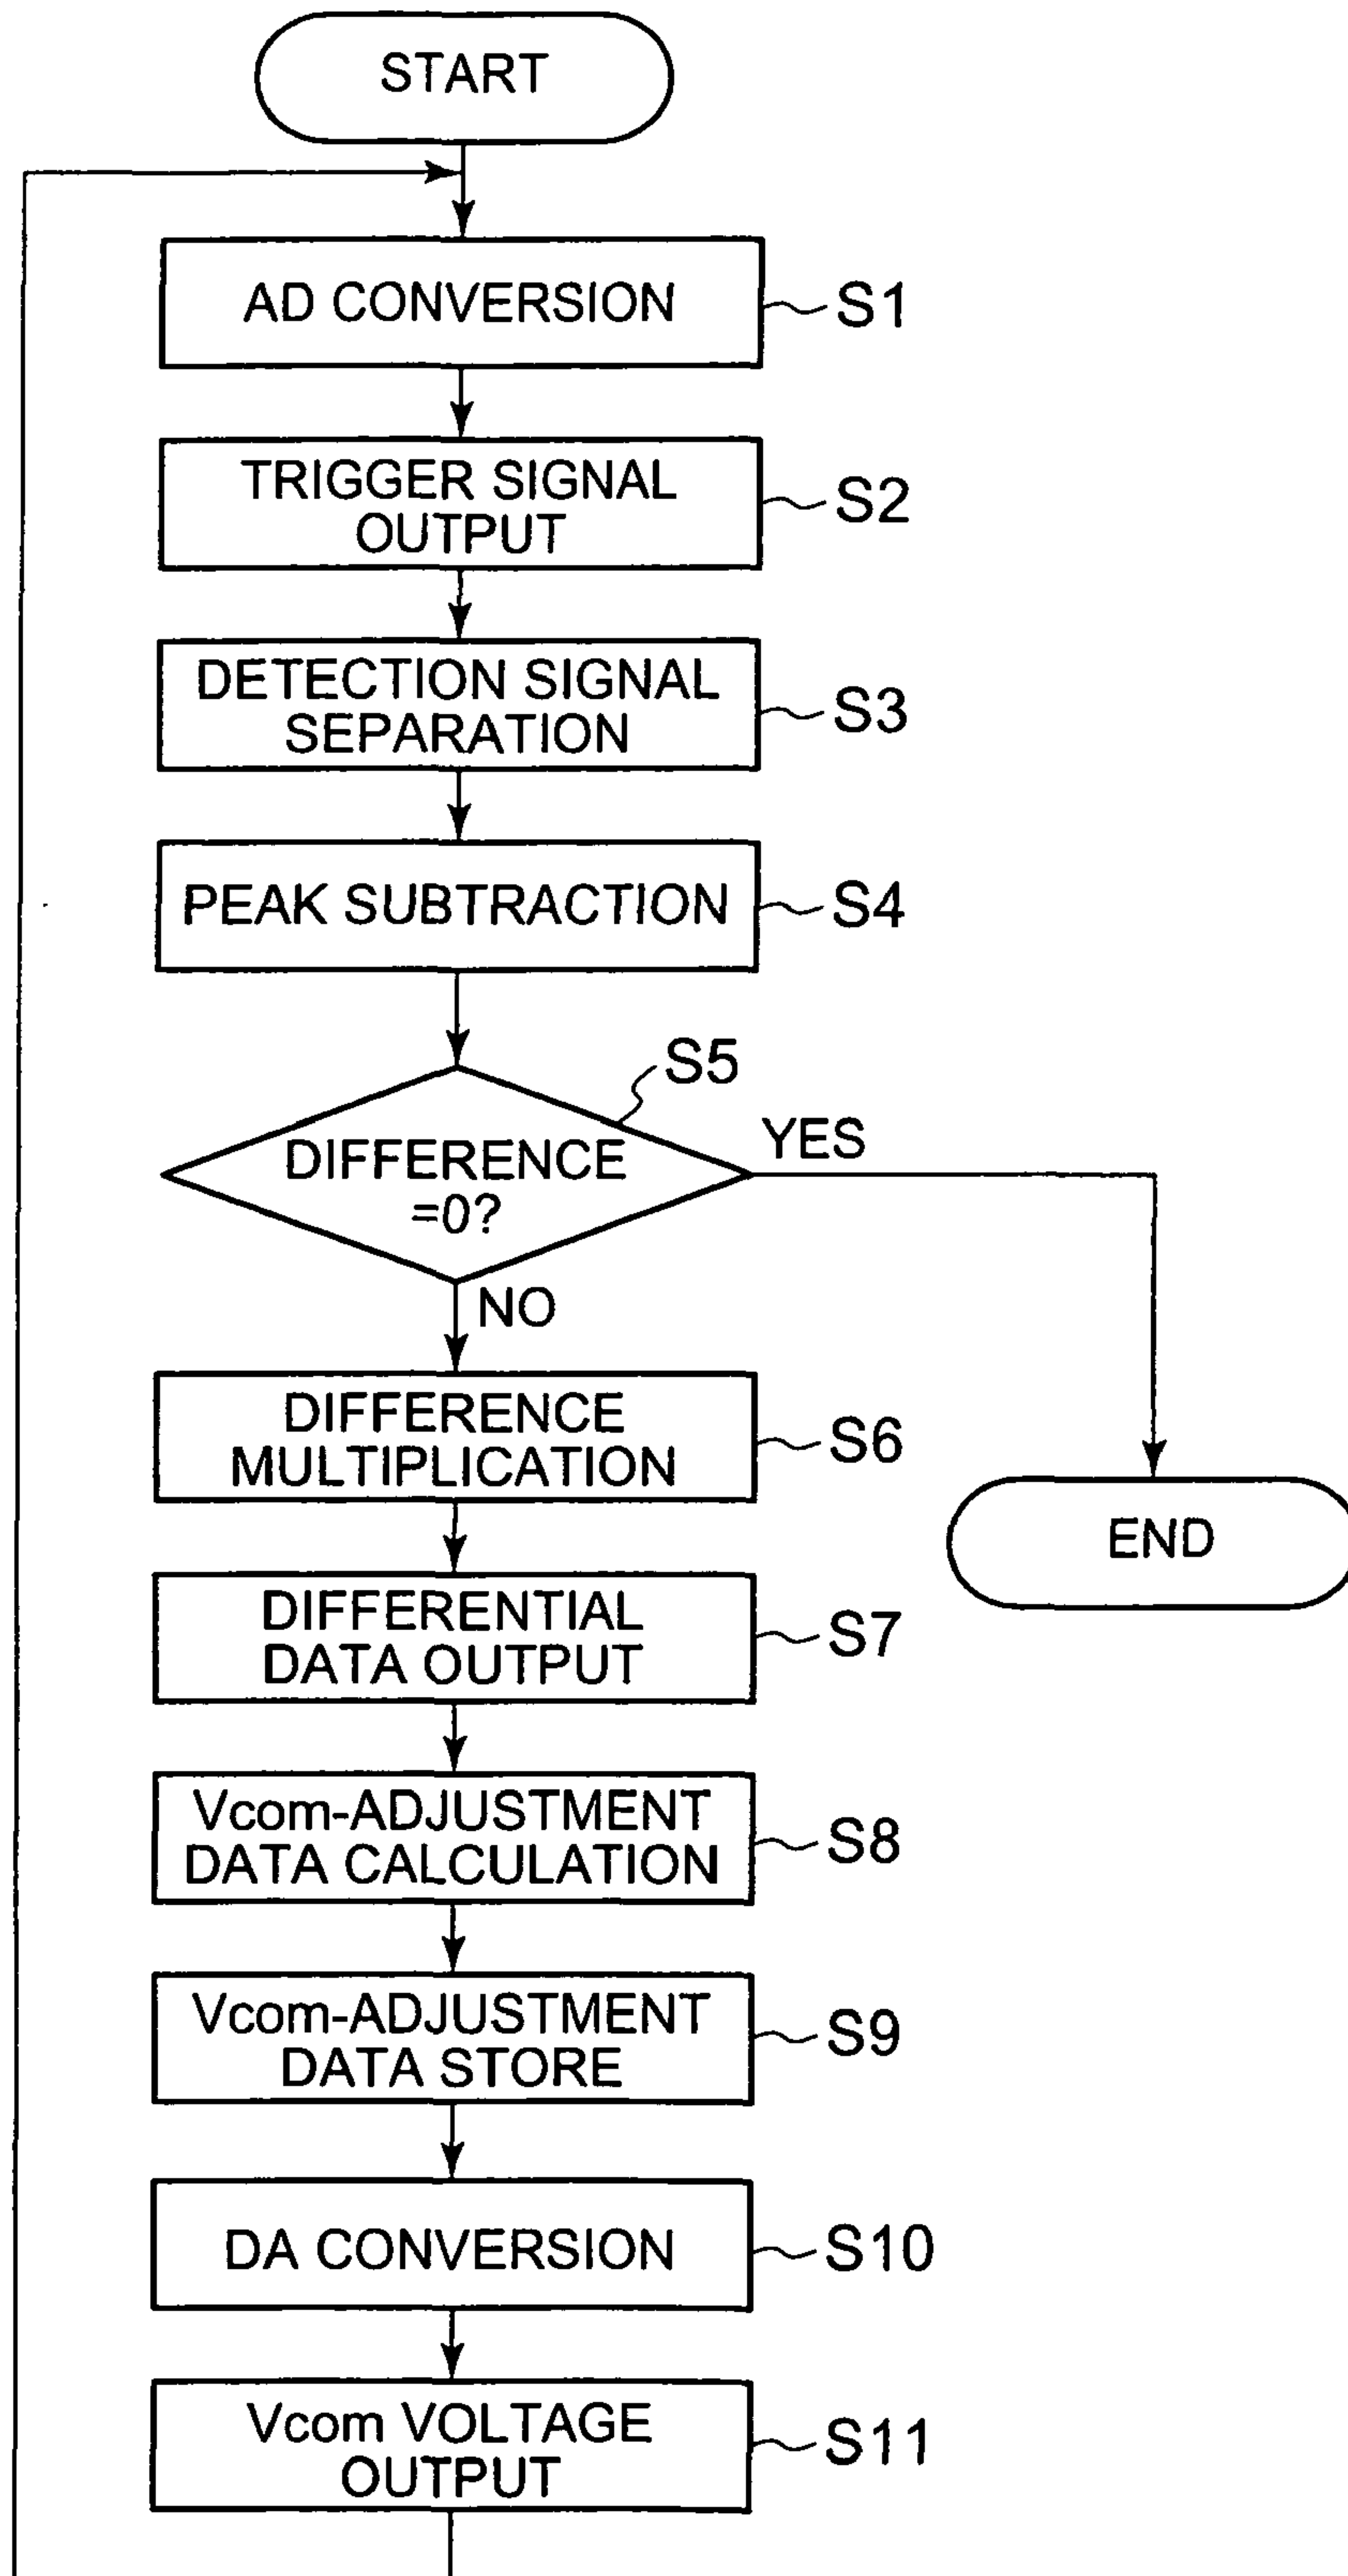 START
AD CONVERSION
S1
TRIGGER SIGNAL
OUTPUT
S2
DETECTION SIGNAL
SEPARATION
S3
PEAK SUBTRACTION
S4
S5
DIFFERENCE
=0?
YES
NO
DIFFERENCE
MULTIPLICATION
S6
END
DIFFERENTIAL
DATA OUTPUT
S7
Vcom-ADJUSTMENT
DATA CALCULATION
S8
Vcom-ADJUSTMENT
DATA STORE
S9
DA CONVERSION
S10
Vcom VOLTAGE
OUTPUT
S11